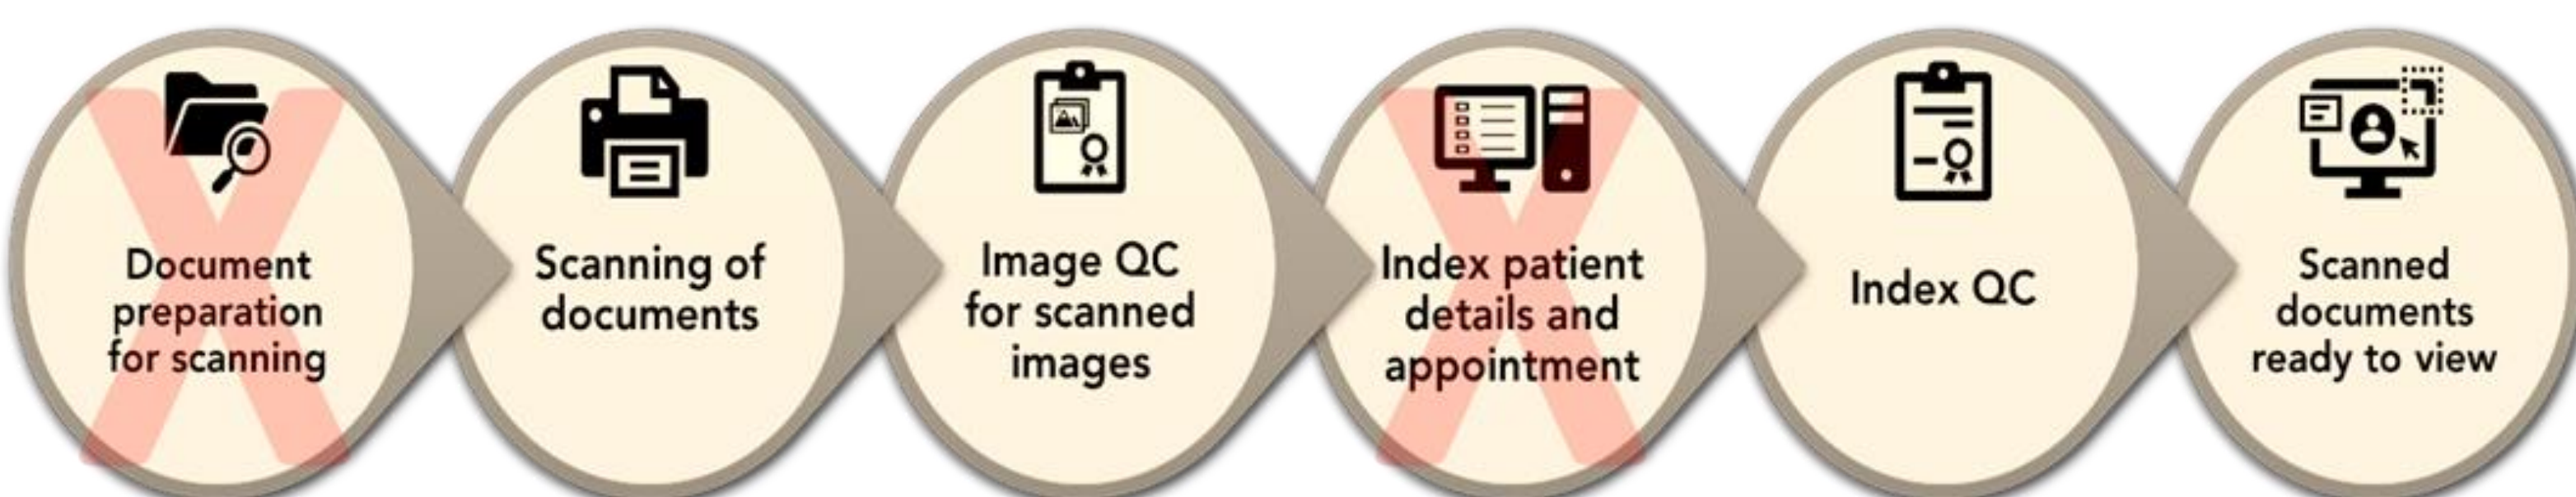 Document
preparation
for scanning
Scanning of
documents
Image QC
for scanned
images
Index patient
details and
appointment
Index QC
Scanned
documents
ready to view